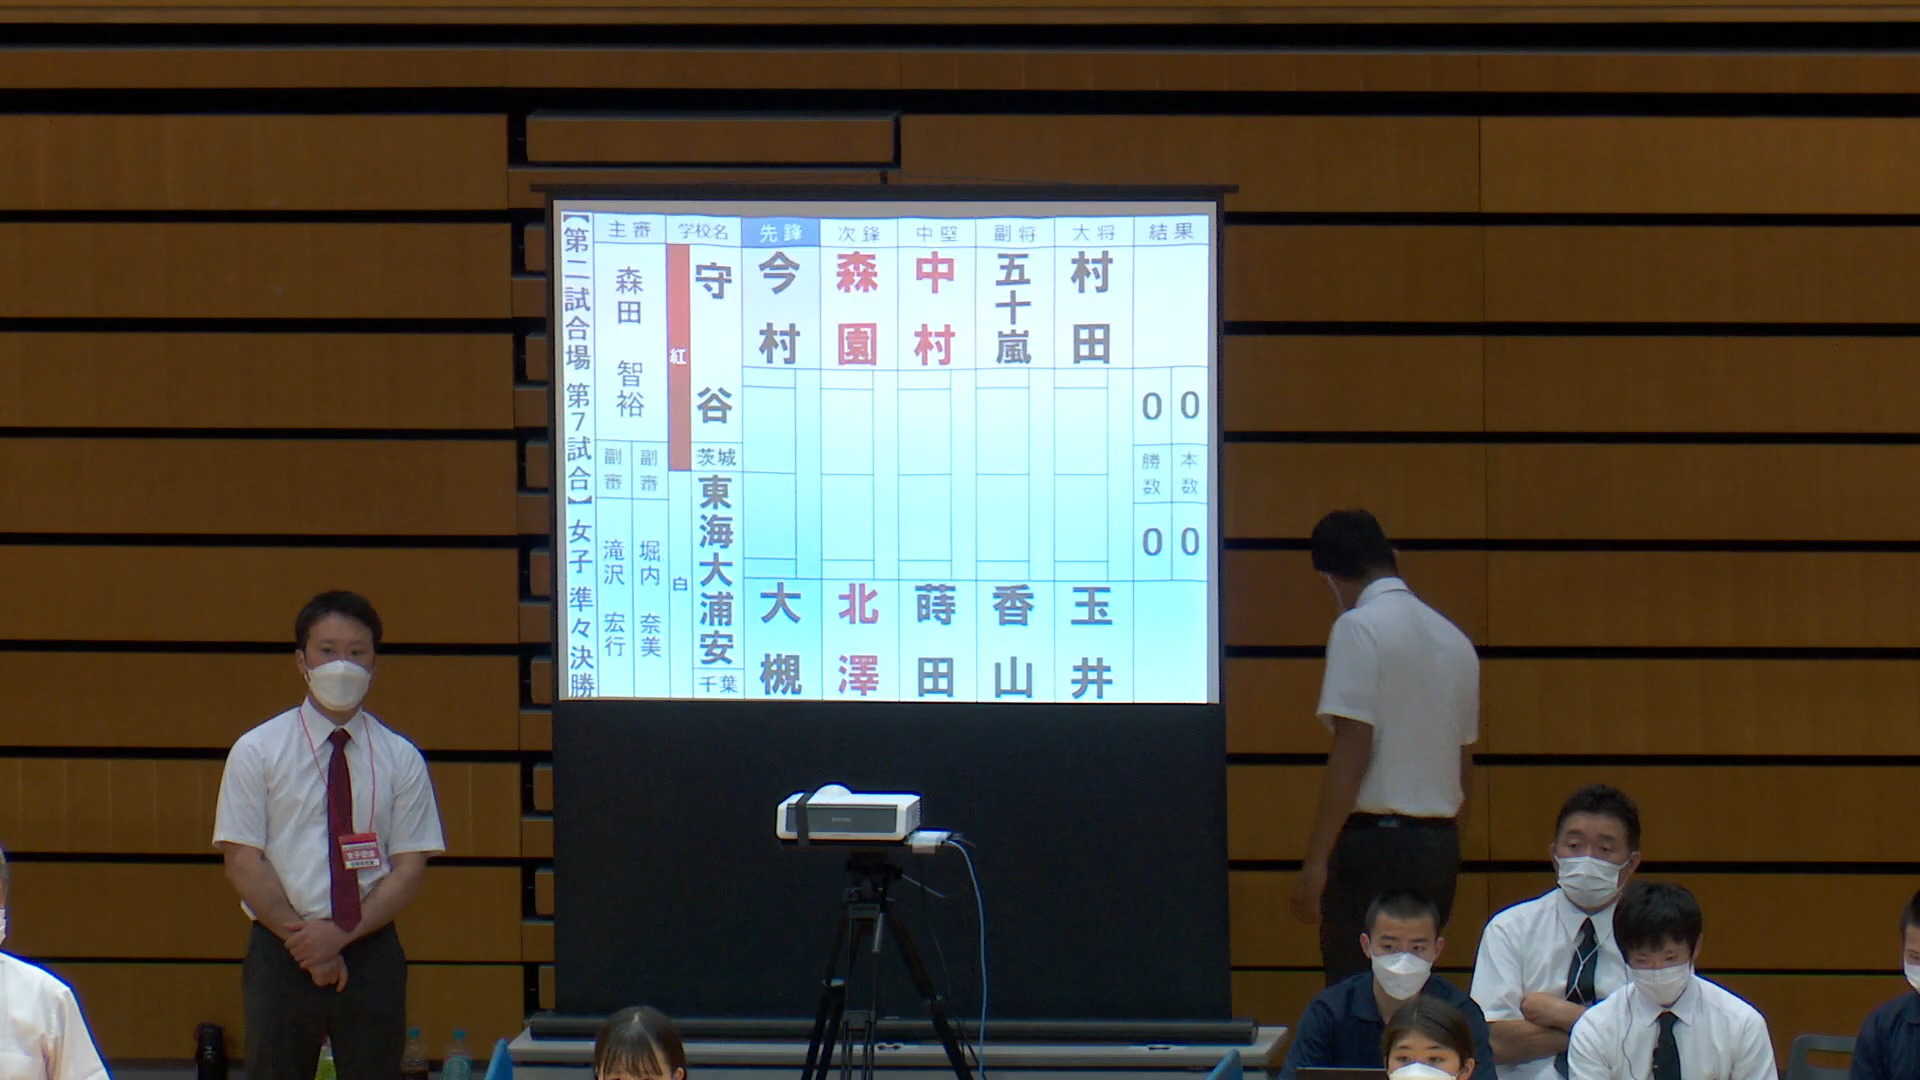 【第二試合場 第7試合】 女子 準々決勝
主審
森田 智裕
副審
滝沢 宏行
副審
堀内 奈美
学校名
紅
守谷
茨城
白
東海大浦安
千葉
先鋒
今村
大槻
次鋒
森園
北澤
中堅
中村
蒔田
副将
五十嵐
香山
大将
村田
玉井
結果
0 0
勝数 本数
0 0